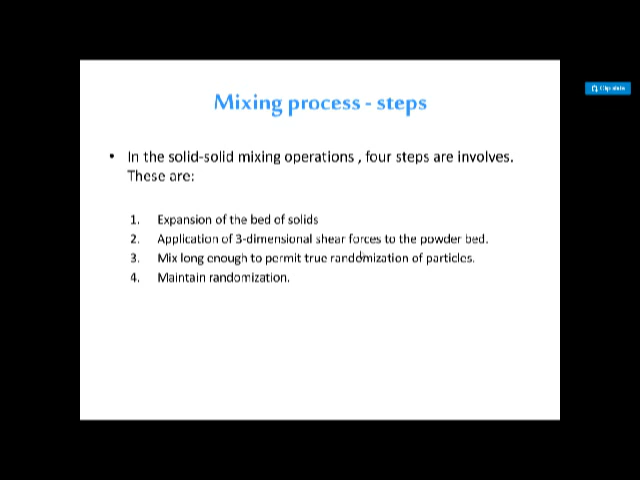 Mixing process - steps
• In the solid-solid mixing operations , four steps are involves.
These are:
1. Expansion of the bed of solids
2. Application of 3-dimensional shear forces to the powder bed.
3. Mix long enough to permit true randomization of particles.
4. Maintain randomization.
Clip slide